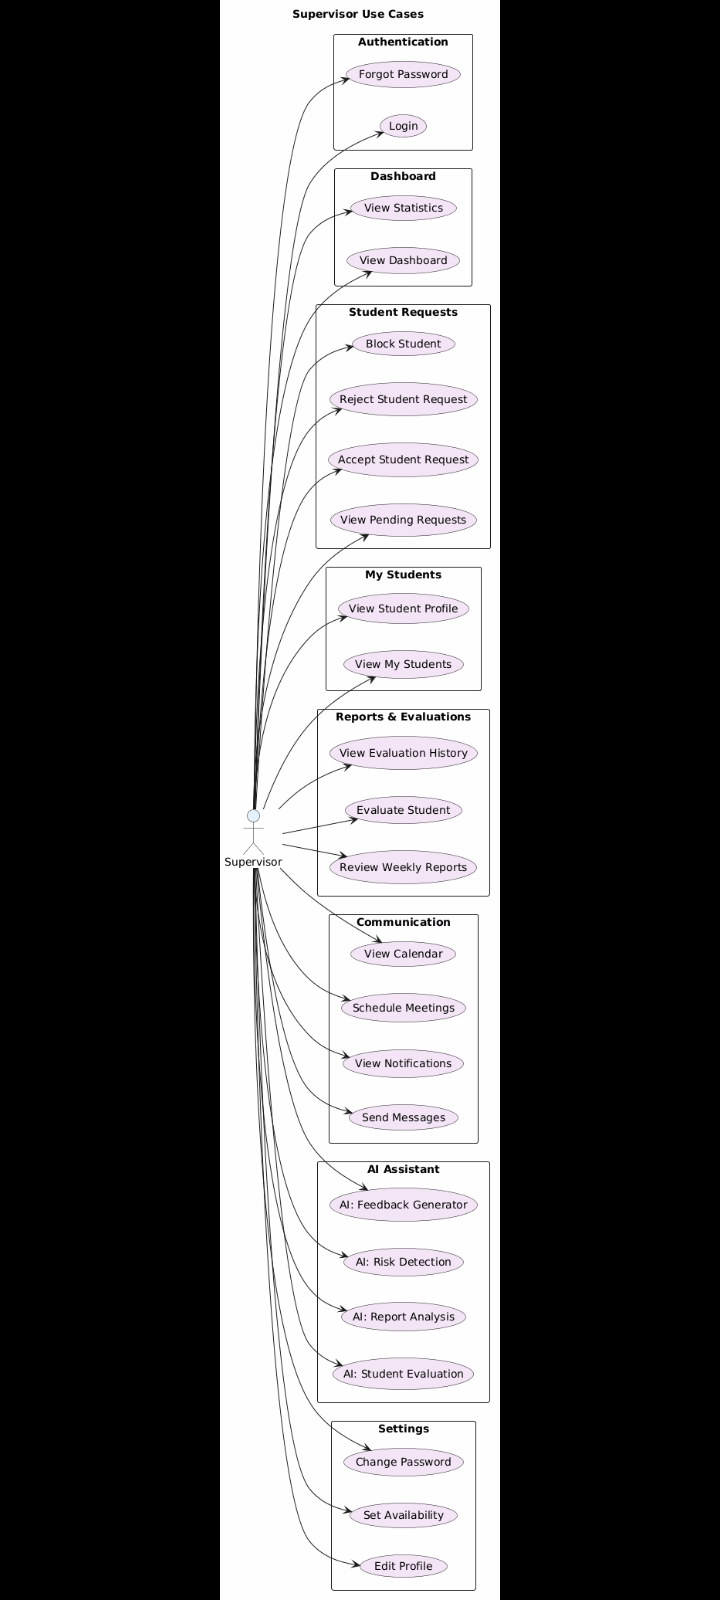 Supervisor Use Cases
Authentication
Forgot Password
Login
Dashboard
View Statistics
View Dashboard
Student Requests
Block Student
Reject Student Request
Accept Student Request
View Pending Requests
My Students
View Student Profile
View My Students
Reports & Evaluations
View Evaluation History
Evaluate Student
Review Weekly Reports
Supervisor
Communication
View Calendar
Schedule Meetings
View Notifications
Send Messages
AI Assistant
AI: Feedback Generator
AI: Risk Detection
AI: Report Analysis
AI: Student Evaluation
Settings
Change Password
Set Availability
Edit Profile